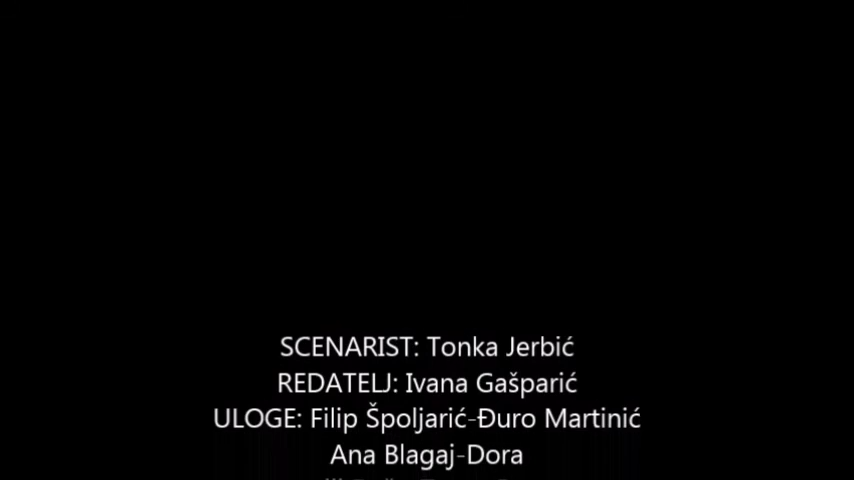 SCENARIST: Tonka Jerbić
REDATELJ: Ivana Gašparić
ULOGE: Filip Špoljarić-Đuro Martinić
Ana Blagaj-Dora